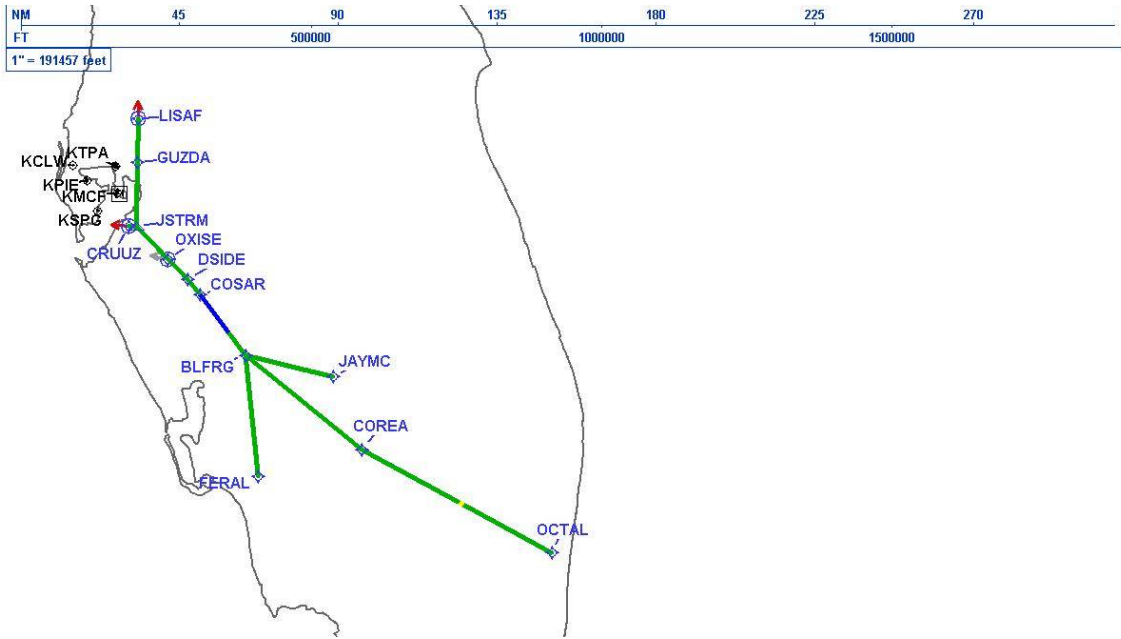 NM 45 90 135 180 225 270
FT 500000 1000000 1500000
1" = 191457 feet
LISAF
KTPA
GUZDA
KCLW
KPIE
KMCF
KSPG
JSTRM
OXISE
CRUUZ
DSIDE
COSAR
BLFRG
JAYMC
COREA
FERAL
OCTAL